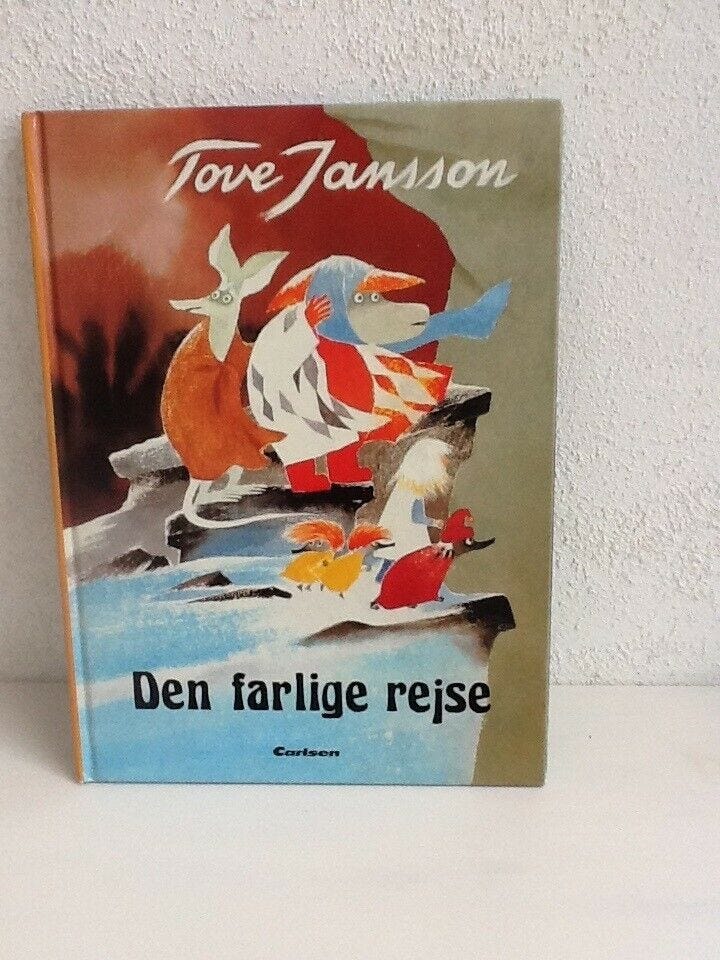 Tove Jansson
Den farlige rejse
Carlsen